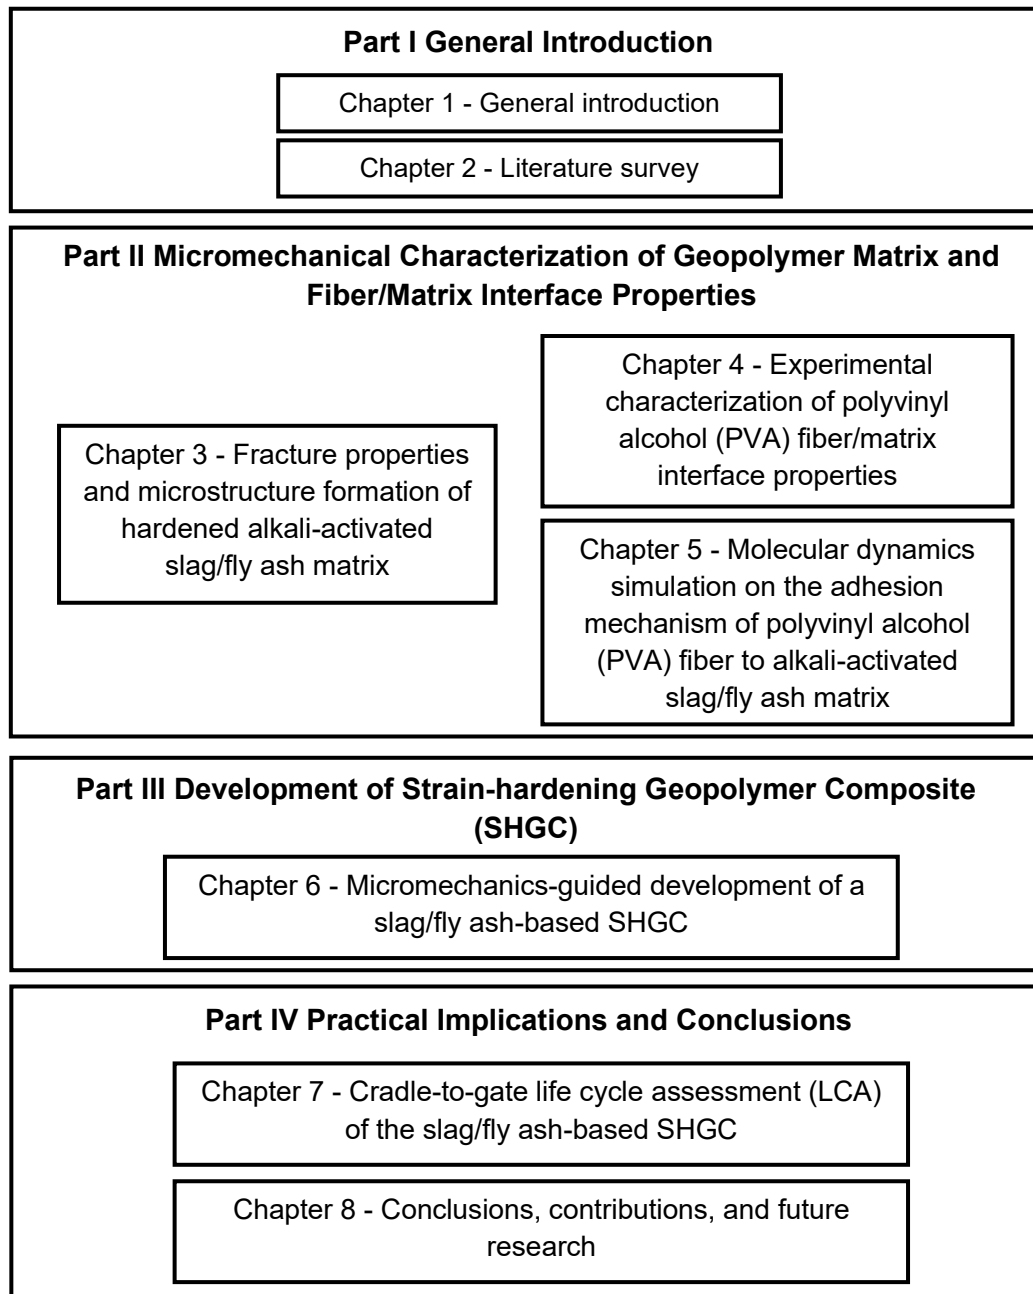 Part I General Introduction
Chapter 1 - General introduction
Chapter 2 - Literature survey
Part II Micromechanical Characterization of Geopolymer Matrix and
Fiber/Matrix Interface Properties
Chapter 3 - Fracture properties
and microstructure formation of
hardened alkali-activated
slag/fly ash matrix
Chapter 4 - Experimental
characterization of polyvinyl
alcohol (PVA) fiber/matrix
interface properties
Chapter 5 - Molecular dynamics
simulation on the adhesion
mechanism of polyvinyl alcohol
(PVA) fiber to alkali-activated
slag/fly ash matrix
Part III Development of Strain-hardening Geopolymer Composite
(SHGC)
Chapter 6 - Micromechanics-guided development of a
slag/fly ash-based SHGC
Part IV Practical Implications and Conclusions
Chapter 7 - Cradle-to-gate life cycle assessment (LCA)
of the slag/fly ash-based SHGC
Chapter 8 - Conclusions, contributions, and future
research